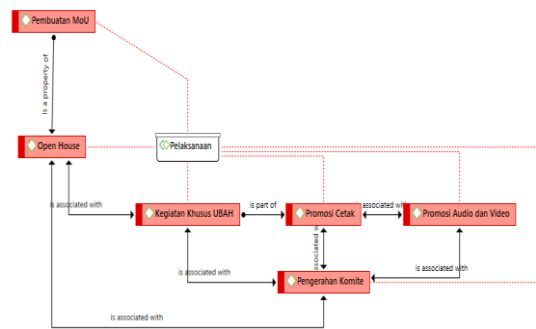 Pembuatan MoU
is a property of
Open House
Pelaksanaan
is associated with
Kegiatan Khusus UBAH
is part of
Promosi Cetak
associated with
Promosi Audio dan Video
associated w
is associated with
is associated with
Pengerahan Komite
is associated with